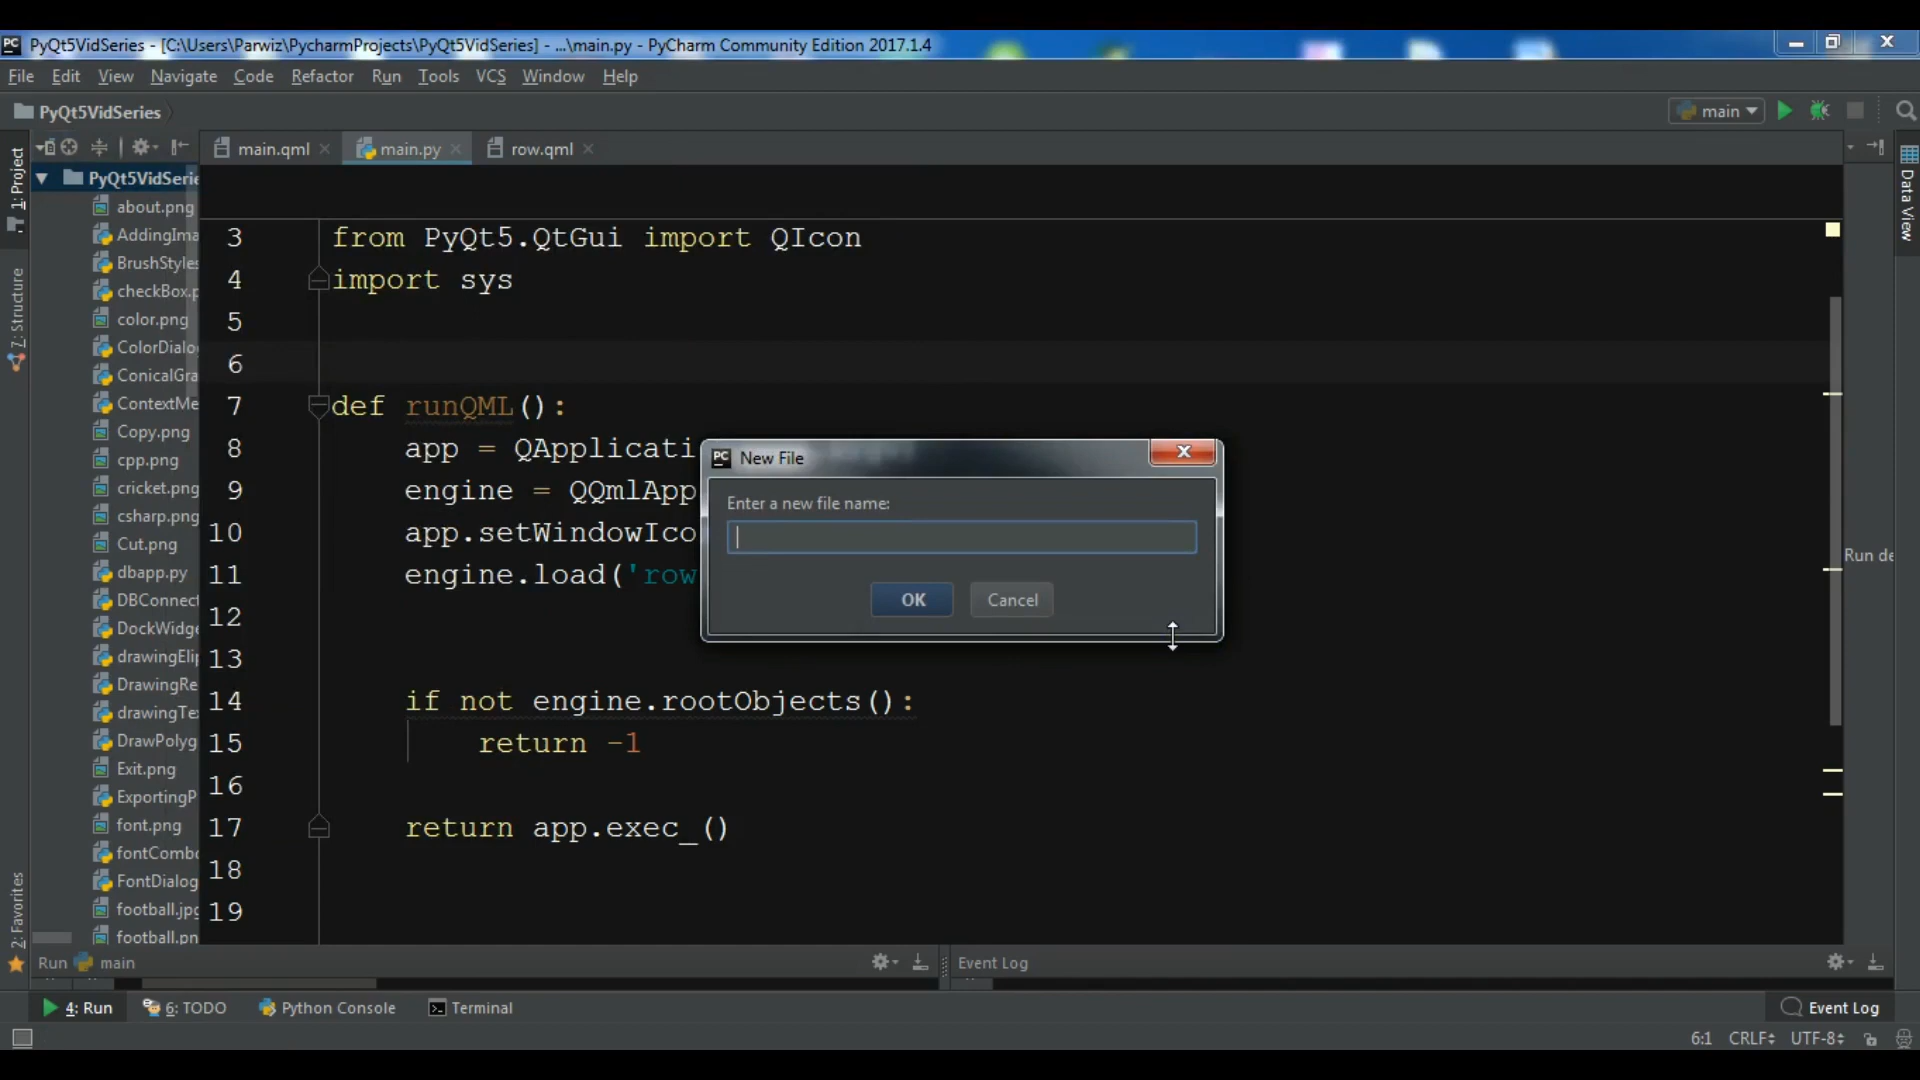 PC PyQt5VidSeries - [C:\Users\Parwiz\PycharmProjects\PyQt5VidSeries] - ...\main.py - PyCharm Community Edition 2017.1.4
File Edit View Navigate Code Refactor Run Tools VCS Window Help
PyQt5VidSeries
main
main.qml main.py row.qml
1: Project
7: Structure
2: Favorites
PyQt5VidSerie
about.png
AddingIma
BrushStyles
checkBox.p
color.png
ColorDialo
ConicalGra
ContextMe
Copy.png
cpp.png
cricket.png
csharp.png
Cut.png
dbapp.py
DBConnect
DockWidge
drawingElip
DrawingRe
drawingTex
DrawPolyg
Exit.png
ExportingP
font.png
fontCombo
FontDialog
football.jpg
football.pn
3 from PyQt5.QtGui import QIcon
4 import sys
5
6
7 def runQML():
8 app = QApplicati
9 engine = QQmlApp
10 app.setWindowIco
11 engine.load('row
12
13
14 if not engine.rootObjects():
15 return -1
16
17 return app.exec_()
18
19
PC New File
Enter a new file name:
OK Cancel
Data View
Run de
Run main
Event Log
4: Run 6: TODO Python Console Terminal Event Log
6:1 CRLF UTF-8